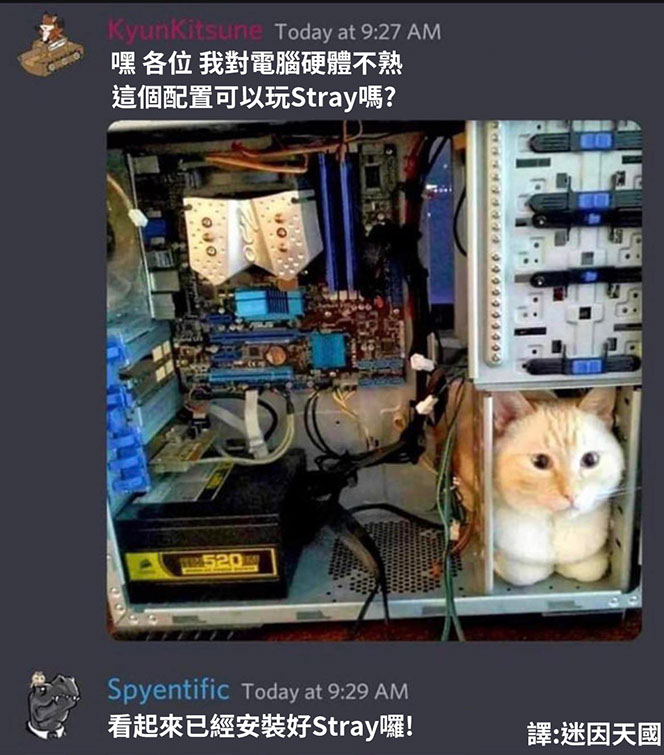 KyunKitsune Today at 9:27 AM
嘿 各位 我對電腦硬體不熟
這個配置可以玩Stray嗎?
OCZ
520
Spyentific Today at 9:29 AM
看起來已經安裝好Stray囉!
譯:迷因天國